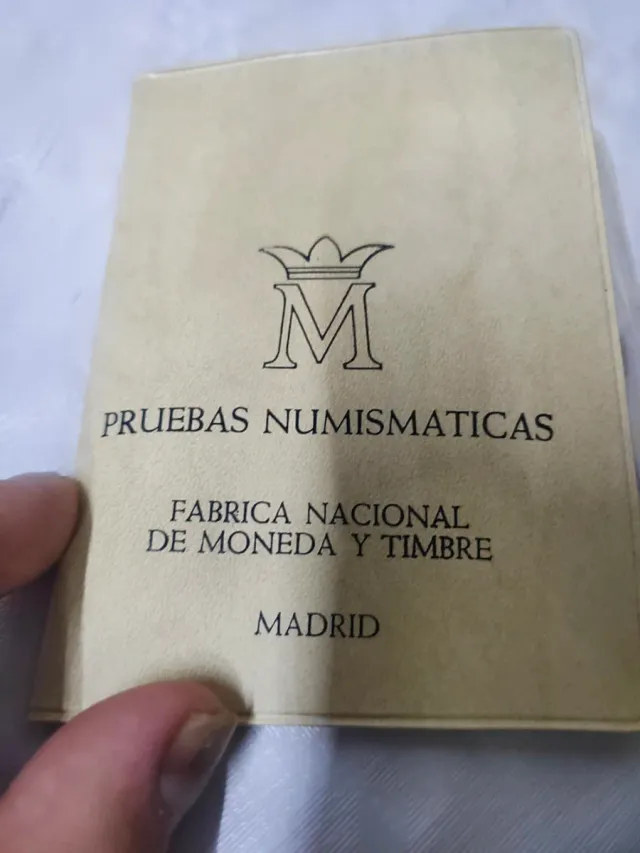 M
PRUEBAS NUMISMATICAS
FABRICA NACIONAL
DE MONEDA Y TIMBRE
MADRID